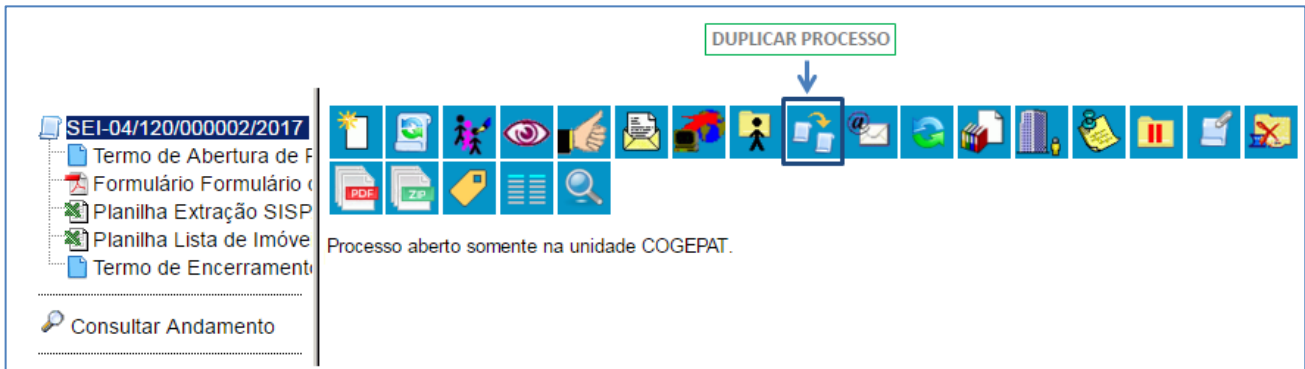 DUPLICAR PROCESSO
SEI-04/120/000002/2017
Termo de Abertura de
Formulário Formulário
Planilha Extração SISP
Planilha Lista de Imóve
Termo de Encerrament
Consultar Andamento
@
PDF
ZIP
Processo aberto somente na unidade COGEPAT.